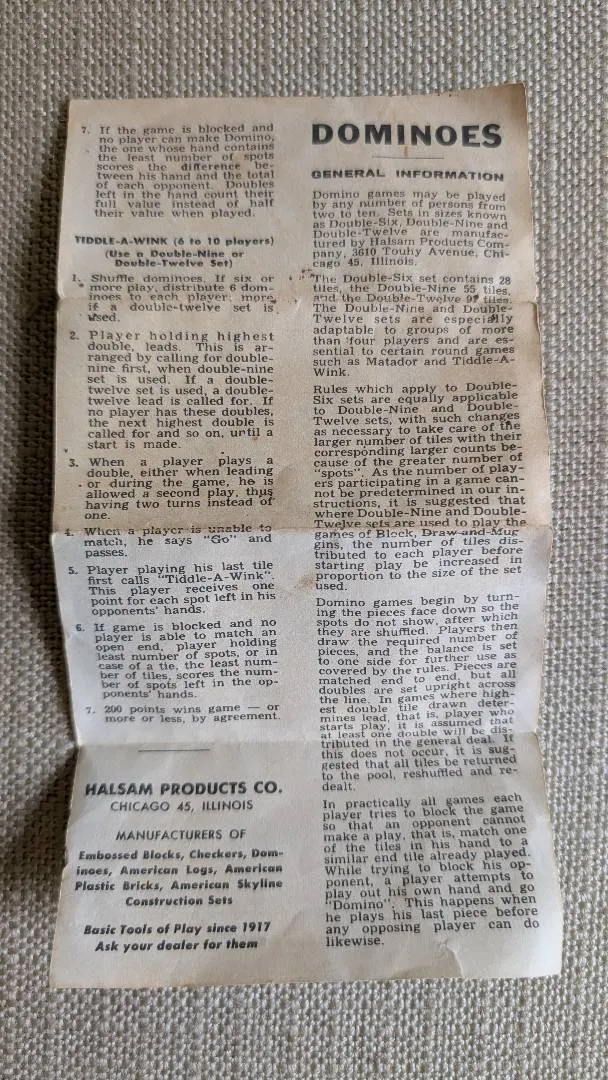 7. If the game is blocked and
no player can make Domino,
the one whose hand contains
the least number of spots
scores the difference be-
tween his hand and the total
of each opponent. Doubles
left in the hand count their
full value instead of half
their value when played.
TIDDLE-A-WINK (6 to 10 players)
(Use a Double-Nine or
Double-Twelve Set)
1. Shuffle dominoes. If six or
more play, distribute 6 dom-
inoes to each player; more
if a double-twelve set is
used.
2. Player holding highest
double, leads. This is ar-
ranged by calling for double-
nine first, when double-nine
set is used. If a double-
twelve set is used, a double-
twelve lead is called for. If
no player has these doubles,
the next highest double is
called for and so on, until a
start is made.
3. When a player plays a
double, either when leading
or during the game, he is
allowed a second play, thus
having two turns instead of
one.
4. When a player is unable to
match, he says "Go" and
passes.
5. Player playing his last tile
first calls "Tiddle-A-Wink".
This player receives one
point for each spot left in his
opponents' hands.
6. If game is blocked and no
player is able to match an
open end, player holding
least number of spots, or in
case of a tie, the least num-
ber of tiles, scores the num-
ber of spots left in the op-
ponents' hands.
7. 200 points wins game — or
more or less, by agreement.
HALSAM PRODUCTS CO.
CHICAGO 45, ILLINOIS
MANUFACTURERS OF
Embossed Blocks, Checkers, Dom-
inoes, American Logs, American
Plastic Bricks, American Skyline
Construction Sets
Basic Tools of Play since 1917
Ask your dealer for them
DOMINOES
GENERAL INFORMATION
Domino games may be played
by any number of persons from
two to ten. Sets in sizes known
as Double-Six, Double-Nine and
Double-Twelve are manufac-
tured by Halsam Products Com-
pany, 3610 Touhy Avenue, Chi-
cago 45, Illinois.
The Double-Six set contains 28
tiles, the Double-Nine 55 tiles,
and the Double-Twelve 91 tiles.
The Double-Nine and Double-
Twelve sets are especially
adaptable to groups of more
than four players and are es-
sential to certain round games
such as Matador and Tiddle-A-
Wink.
Rules which apply to Double-
Six sets are equally applicable
to Double-Nine and Double-
Twelve sets, with such changes
as necessary to take care of the
larger number of tiles with their
corresponding larger counts be-
cause of the greater number of
"spots". As the number of play-
ers participating in a game can-
not be predetermined in our in-
structions, it is suggested that
where Double-Nine and Double-
Twelve sets are used to play the
games of Block, Draw and Mug
gins, the number of tiles dis-
tributed to each player before
starting play be increased in
proportion to the size of the set
used.
Domino games begin by turn-
ing the pieces face down so the
spots do not show, after which
they are shuffled. Players then
draw the required number of
pieces, and the balance is set
to one side for further use as
covered by the rules. Pieces are
matched end to end, but all
doubles are set upright across
the line. In games where high-
est double tile drawn deter-
mines lead, that is, player who
starts play, it is assumed that
at least one double will be dis-
tributed in the general deal. If
this does not occur, it is sug-
gested that all tiles be returned
to the pool, reshuffled and re-
dealt.
In practically all games each
player tries to block the game
so that an opponent cannot
make a play, that is, match one
of the tiles in his hand to a
similar end tile already played.
While trying to block his op-
ponent, a player attempts to
play out his own hand and go
"Domino". This happens when
he plays his last piece before
any opposing player can do
likewise.